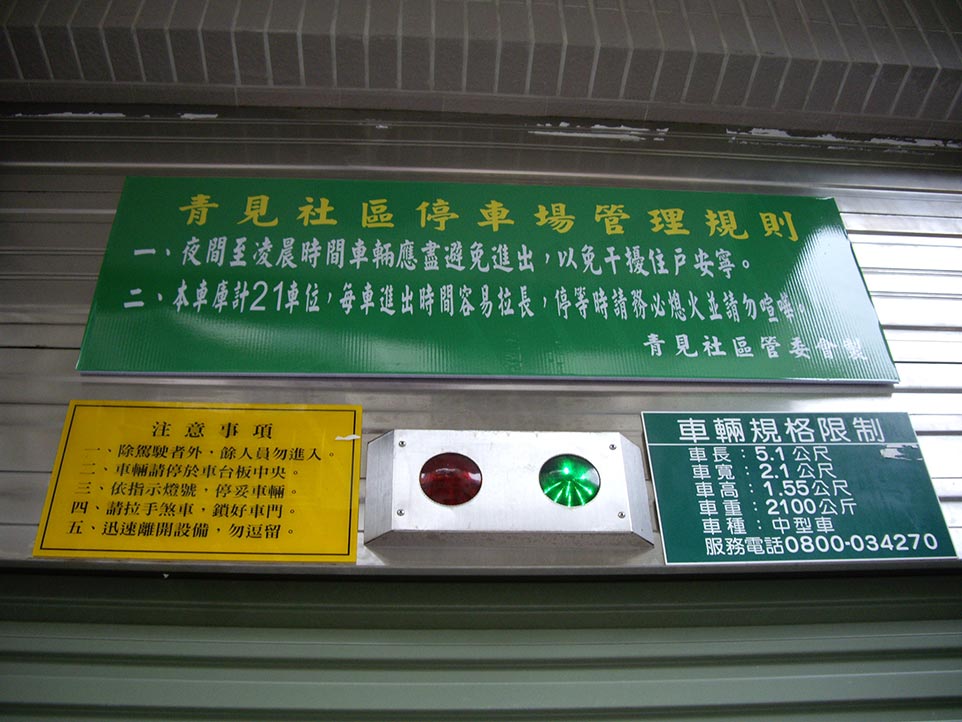 青見社區停車場管理規則
一、夜間至凌晨時間車輛應盡避免進出，以免干擾住戶安寧。
二、本車庫計21車位，每車進出時間容易拉長，停等時請務必熄火並請勿喧嘩。
青見社區管委會製
注意事項
一、除駕駛者外，餘人員勿進入。
二、車輛請停於車台板中央。
三、依指示燈號，停妥車輛。
四、請拉手煞車，鎖好車門。
五、迅速離開設備，勿逗留。
車輛規格限制
車長：5.1公尺
車寬：2.1公尺
車高：1.55公尺
車重：2100公斤
車種：中型車
服務電話0800-034270